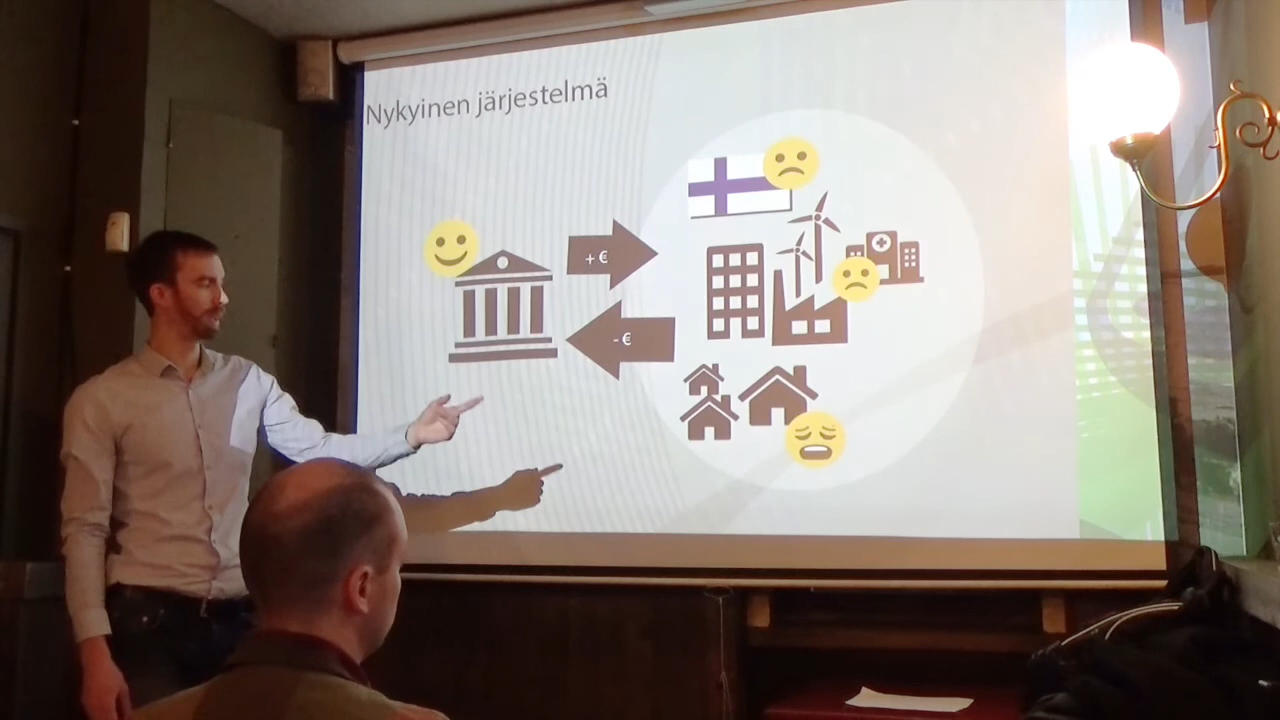 Nykyinen järjestelmä
+ €
- €